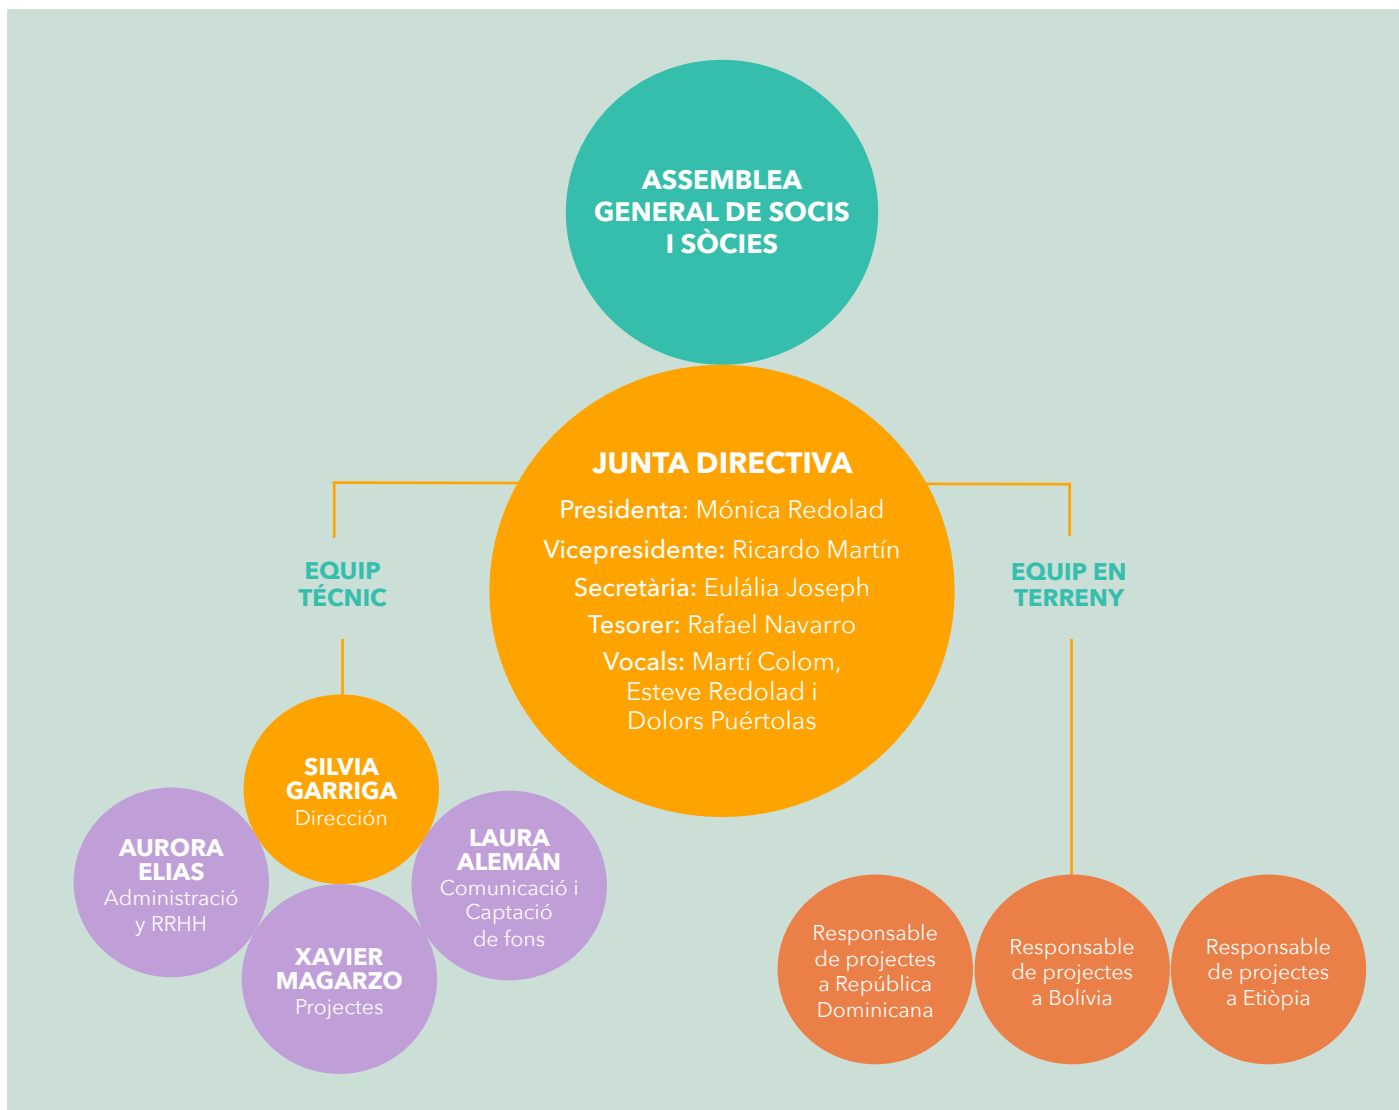 ASSEMBLEA
GENERAL DE SOCIS
I SÒCIES
JUNTA DIRECTIVA
Presidenta: Mónica Redolad
Vicepresidente: Ricardo Martín
Secretària: Eulália Joseph
Tesorer: Rafael Navarro
Vocals: Martí Colom,
Esteve Redolad i
Dolors Puértolas
EQUIP
TÉCNIC
SILVIA
GARRIGA
Dirección
AURORA
ELIAS
Administració
y RRHH
XAVIER
MAGARZO
Projectes
LAURA
ALEMÁN
Comunicació i
Captació
de fons
EQUIP EN
TERRENY
Responsable
de projectes
a República
Dominicana
Responsable
de projectes
a Bolívia
Responsable
de projectes
a Etiòpia